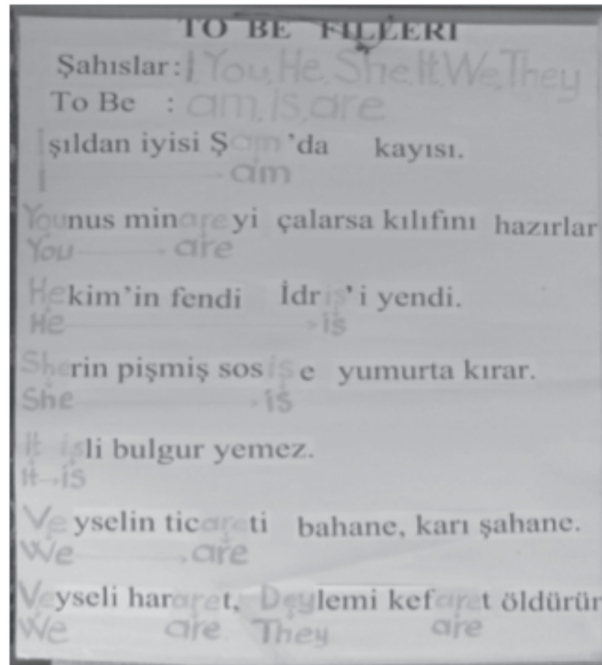 TO BE FİLLERİ
Şahıslar: I, You, He, She, It, We, They
To Be : am, is, are
Işıldan iyisi Şam'da kayısı.
I am
Younus minareyi çalarsa kılıfını hazırlar
You are
Hekim'in fendi İdris'i yendi.
He is
Sherin pişmiş sosise yumurta kırar.
She is
It isli bulgur yemez.
it is
Veyselin ticareti bahane, karı şahane.
We are
Veyseli hararet, Deylemi kefaret öldürür
We are They are